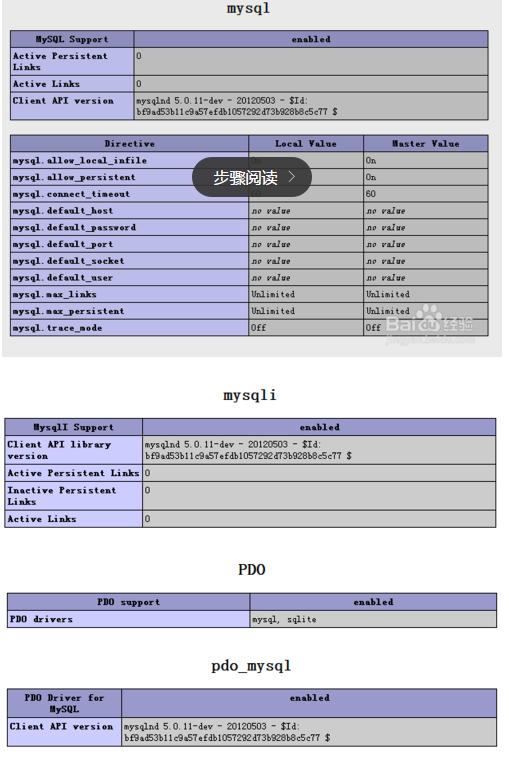 mysql
MySQL Support enabled
Active Persistent Links 0
Active Links 0
Client API version mysqlnd 5.0.11-dev - 20120503 - $Id: bf9ad53b11c9a57efdb1057292d73b928b8c5c77 $
Directive Local Value Master Value
mysql.allow_local_infile On
mysql.allow_persistent On
步骤阅读
mysql.connect_timeout 60
mysql.default_host no value no value
mysql.default_password no value no value
mysql.default_port no value no value
mysql.default_socket no value no value
mysql.default_user no value no value
mysql.max_links Unlimited Unlimited
mysql.max_persistent Unlimited Unlimited
mysql.trace_mode Off Off
Baidu 经验
jingyan.baidu.com
mysqli
MysqlI Support enabled
Client API library version mysqlnd 5.0.11-dev - 20120503 - $Id: bf9ad53b11c9a57efdb1057292d73b928b8c5c77 $
Active Persistent Links 0
Inactive Persistent Links 0
Active Links 0
PDO
PDO support enabled
PDO drivers mysql, sqlite
pdo_mysql
PDO Driver for MySQL enabled
Client API version mysqlnd 5.0.11-dev - 20120503 - $Id: bf9ad53b11c9a57efdb1057292d73b928b8c5c77 $